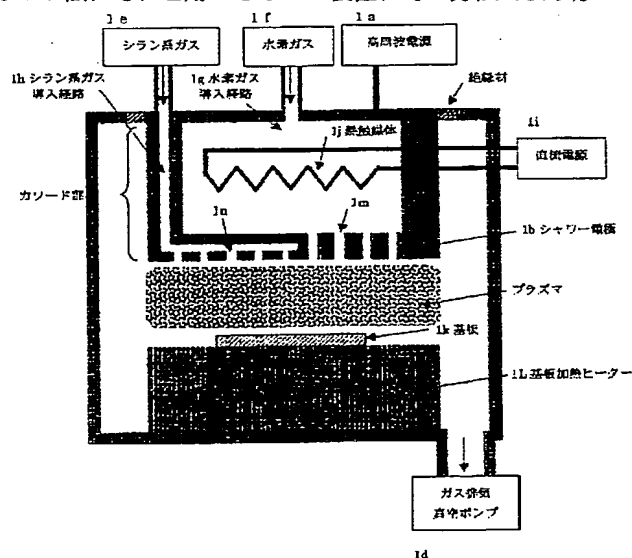 1e
1f
1a
シラン系ガス
水素ガス
高周波電源
1h シラン系ガス
導入経路
1g 水素ガス
導入経路
絶縁材
1i
直流電源
1j 触媒体
カソード部
1n
1m
1b シャワー電極
プラズマ
1k 基板
1L 基板加熱ヒーター
ガス排気
真空ポンプ
1d